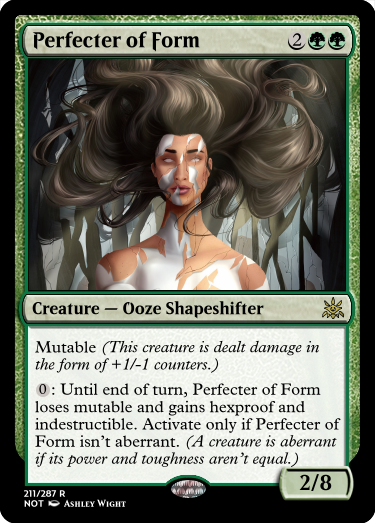 Perfecter of Form 2
Creature — Ooze Shapeshifter
Mutable (This creature is dealt damage in
the form of +1/-1 counters.)
0: Until end of turn, Perfecter of Form
loses mutable and gains hexproof and
indestructible. Activate only if Perfecter of
Form isn't aberrant. (A creature is aberrant
if its power and toughness aren't equal.)
2/8
211/287 R
NOT Ashley Wight